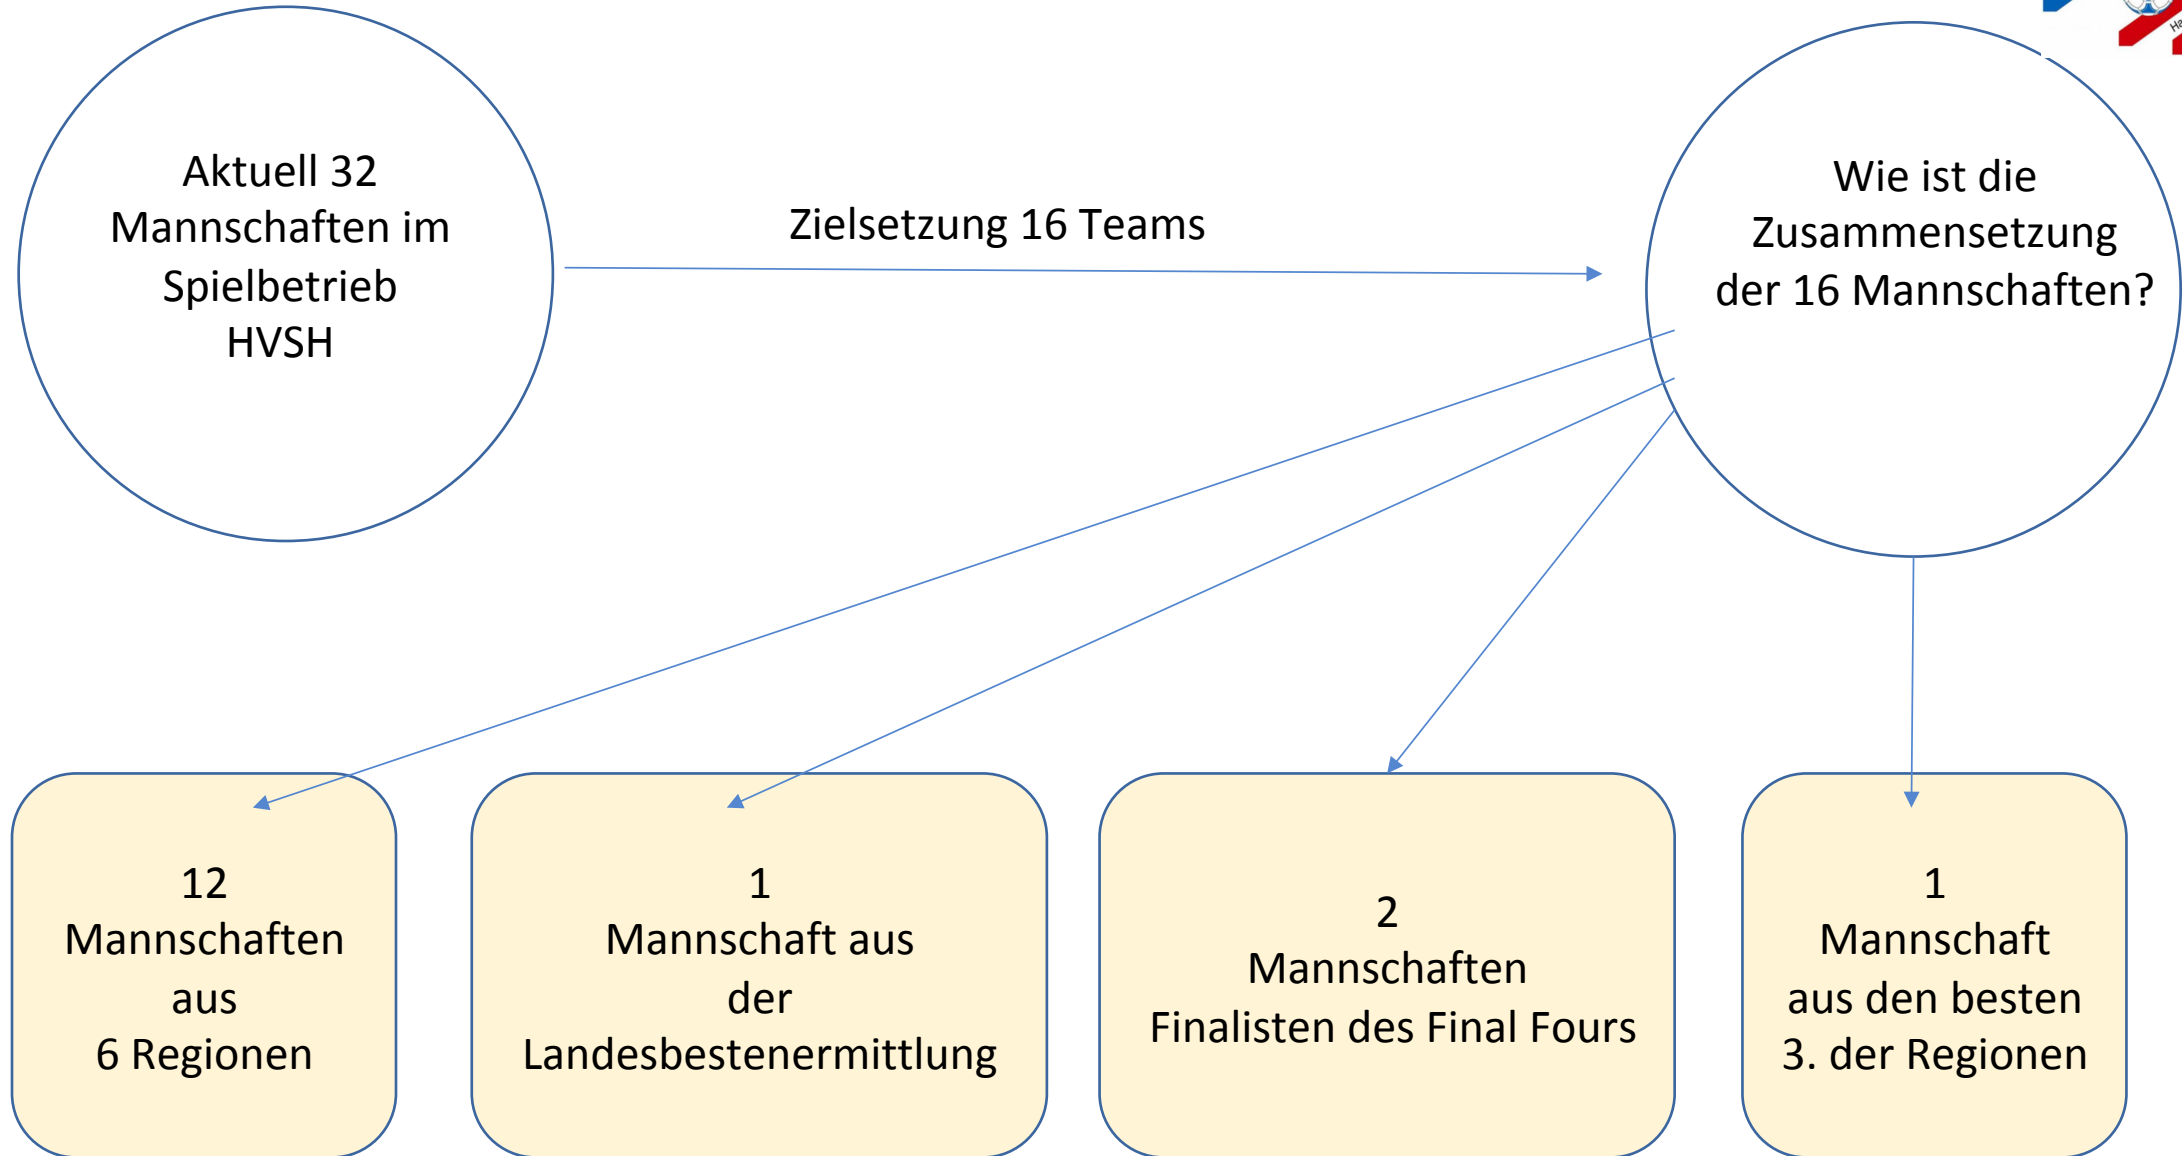 Aktuell 32
Mannschaften im
Spielbetrieb
HVSH
Zielsetzung 16 Teams
Wie ist die
Zusammensetzung
der 16 Mannschaften?
12
Mannschaften
aus
6 Regionen
1
Mannschaft aus
der
Landesbestenermittlung
2
Mannschaften
Finalisten des Final Fours
1
Mannschaft
aus den besten
3. der Regionen